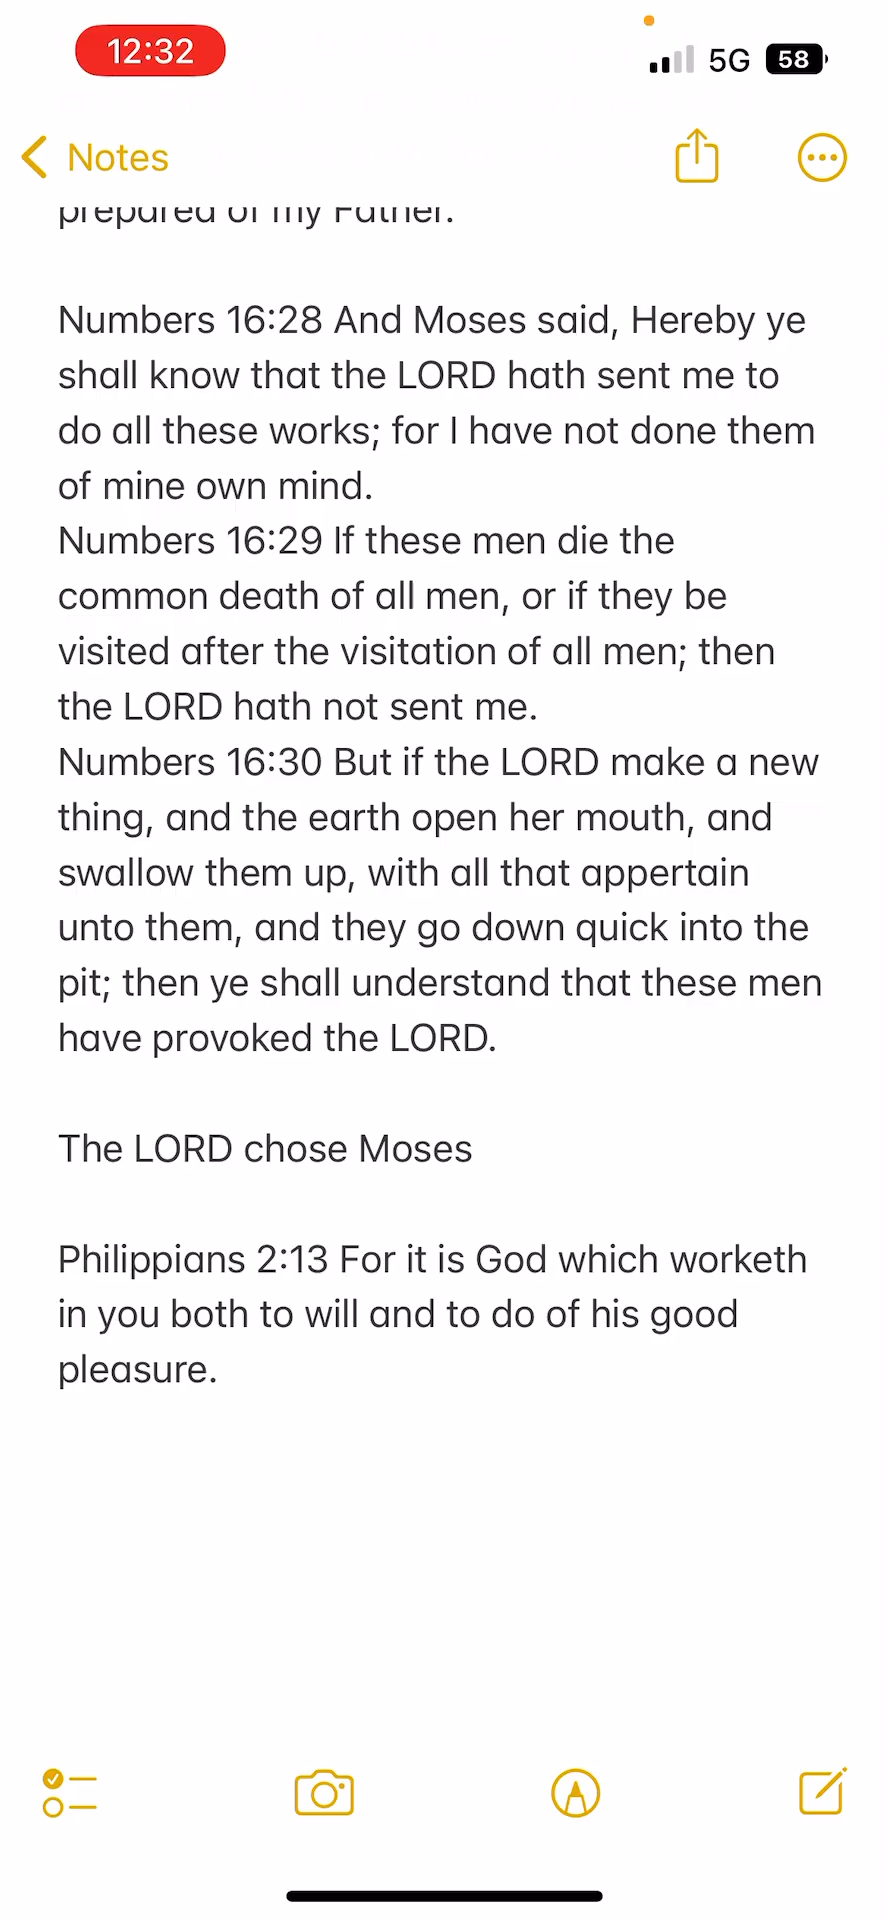 12:32
5G 58
Notes
prepared of my Father.
Numbers 16:28 And Moses said, Hereby ye
shall know that the LORD hath sent me to
do all these works; for I have not done them
of mine own mind.
Numbers 16:29 If these men die the
common death of all men, or if they be
visited after the visitation of all men; then
the LORD hath not sent me.
Numbers 16:30 But if the LORD make a new
thing, and the earth open her mouth, and
swallow them up, with all that appertain
unto them, and they go down quick into the
pit; then ye shall understand that these men
have provoked the LORD.
The LORD chose Moses
Philippians 2:13 For it is God which worketh
in you both to will and to do of his good
pleasure.